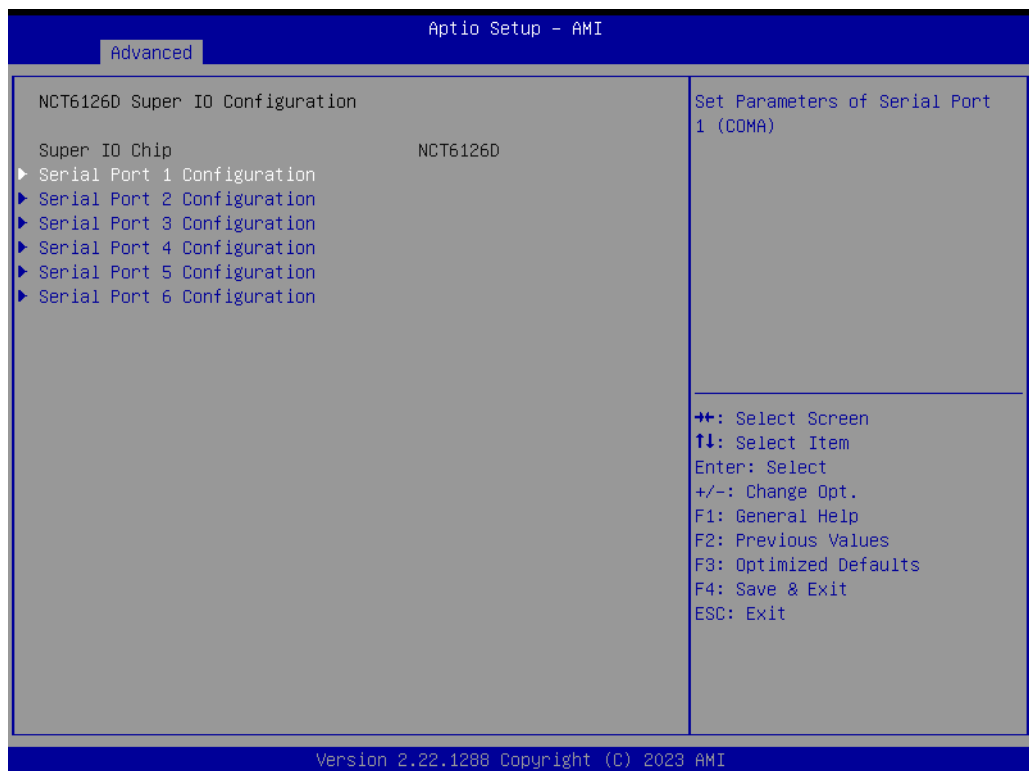 Aptio Setup – AMI
Advanced
NCT6126D Super IO Configuration
Super IO Chip NCT6126D
▶ Serial Port 1 Configuration
▶ Serial Port 2 Configuration
▶ Serial Port 3 Configuration
▶ Serial Port 4 Configuration
▶ Serial Port 5 Configuration
▶ Serial Port 6 Configuration
Set Parameters of Serial Port
1 (COMA)
→←: Select Screen
↑↓: Select Item
Enter: Select
+/-: Change Opt.
F1: General Help
F2: Previous Values
F3: Optimized Defaults
F4: Save & Exit
ESC: Exit
Version 2.22.1288 Copyright (C) 2023 AMI